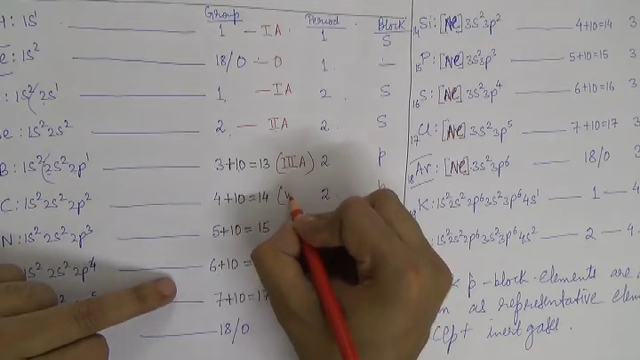 Group Period Block
H: 1S¹ 1 – IA 1 S
e: 1S² 18/0 – 0 1 –
: 1S² 2S¹ 1 – IA 2 S
Be: 1S² 2S² 2 – IIA 2 S
B: 1S² 2S² 2p¹ 3+10=13 (IIIA) 2 p
C: 1S² 2S² 2p² 4+10=14 ( 2 p
N: 1S² 2S² 2p³ 5+10=15
1S² 2S² 2p⁴ 6+10=
7+10=17
18/0
14Si: [Ne] 3s² 3p² 4+10=14 3
15P: [Ne] 3s² 3p³ 5+10=15 3
16S: [Ne] 3s² 3p⁴ 6+10=16 3
17Cl: [Ne] 3s² 3p⁵ 7+10=17
18Ar: [Ne] 3s² 3p⁶ 18/0 3
K: 1s² 2s² 2p⁶ 3s² 3p⁶ 4s¹ 1 – 4
: 1s² 2s² 2p⁶ 3s² 3p⁶ 4s² 2 – 4
p-block elements are
as representative elem
cept inert gases.